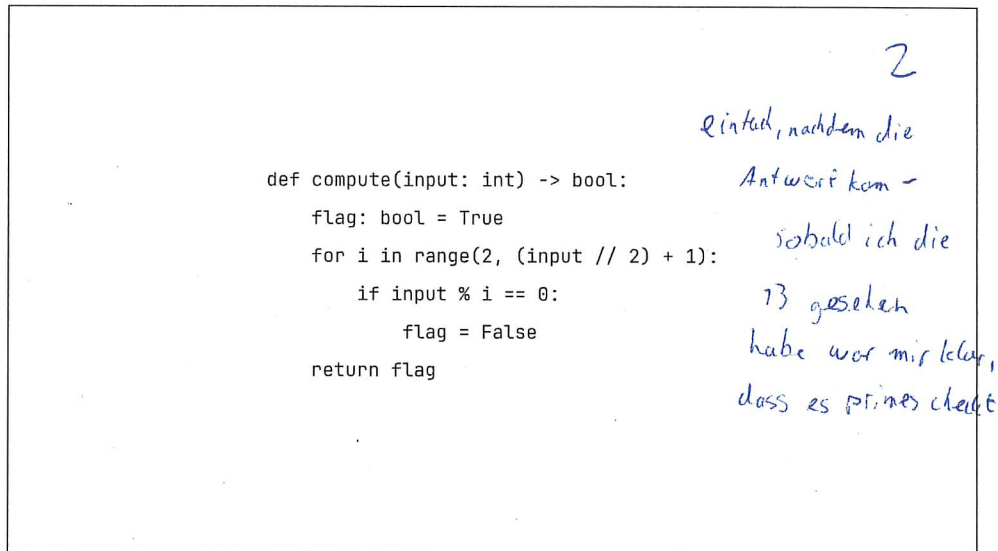 2
einfach, nachdem die
Antwort kam -
sobald ich die
13 gesehen
habe war mir klar,
dass es primes checkt
def compute(input: int) -> bool:
    flag: bool = True
    for i in range(2, (input // 2) + 1):
        if input % i == 0:
            flag = False
    return flag